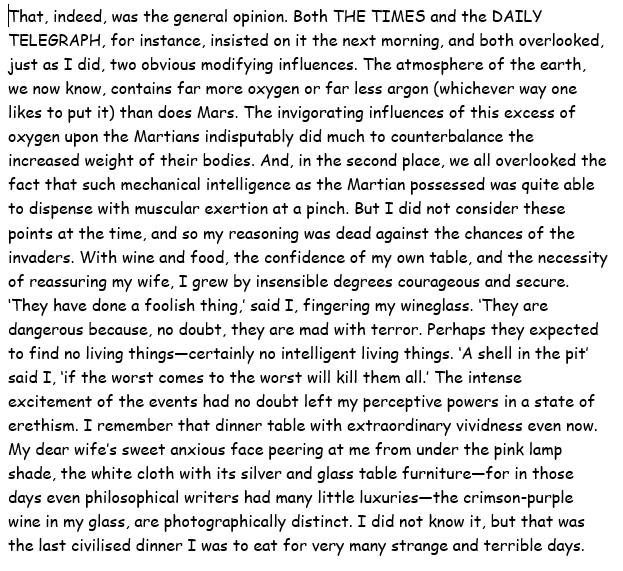 That, indeed, was the general opinion. Both THE TIMES and the DAILY
TELEGRAPH, for instance, insisted on it the next morning, and both overlooked,
just as I did, two obvious modifying influences. The atmosphere of the earth,
we now know, contains far more oxygen or far less argon (whichever way one
likes to put it) than does Mars. The invigorating influences of this excess of
oxygen upon the Martians indisputably did much to counterbalance the
increased weight of their bodies. And, in the second place, we all overlooked the
fact that such mechanical intelligence as the Martian possessed was quite able
to dispense with muscular exertion at a pinch. But I did not consider these
points at the time, and so my reasoning was dead against the chances of the
invaders. With wine and food, the confidence of my own table, and the necessity
of reassuring my wife, I grew by insensible degrees courageous and secure.
‘They have done a foolish thing,’ said I, fingering my wineglass. ‘They are
dangerous because, no doubt, they are mad with terror. Perhaps they expected
to find no living things—certainly no intelligent living things. ‘A shell in the pit’
said I, ‘if the worst comes to the worst will kill them all.’ The intense
excitement of the events had no doubt left my perceptive powers in a state of
erethism. I remember that dinner table with extraordinary vividness even now.
My dear wife’s sweet anxious face peering at me from under the pink lamp
shade, the white cloth with its silver and glass table furniture—for in those
days even philosophical writers had many little luxuries—the crimson-purple
wine in my glass, are photographically distinct. I did not know it, but that was
the last civilised dinner I was to eat for very many strange and terrible days.